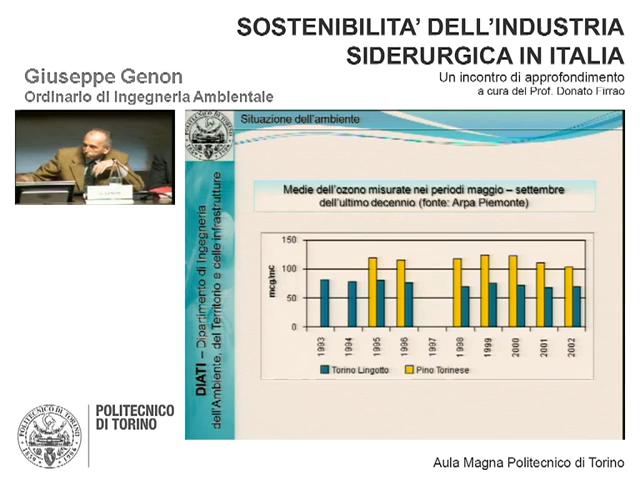 SOSTENIBILITA' DELL'INDUSTRIA
SIDERURGICA IN ITALIA
Un incontro di approfondimento
a cura del Prof. Donato Firrao
Giuseppe Genon
Ordinario di Ingegneria Ambientale
Situazione dell'ambiente
DIATI – Dipartimento di Ingegneria
dell'Ambiente, del Territorio e delle Infrastrutture
Medie dell'ozono misurate nei periodi maggio – settembre
dell'ultimo decennio (fonte: Arpa Piemonte)
mcg/mc
150
100
50
0
1993 1994 1995 1996 1997 1998 1999 2000 2001 2002
Torino Lingotto Pino Torinese
POLITECNICO
DI TORINO
Aula Magna Politecnico di Torino